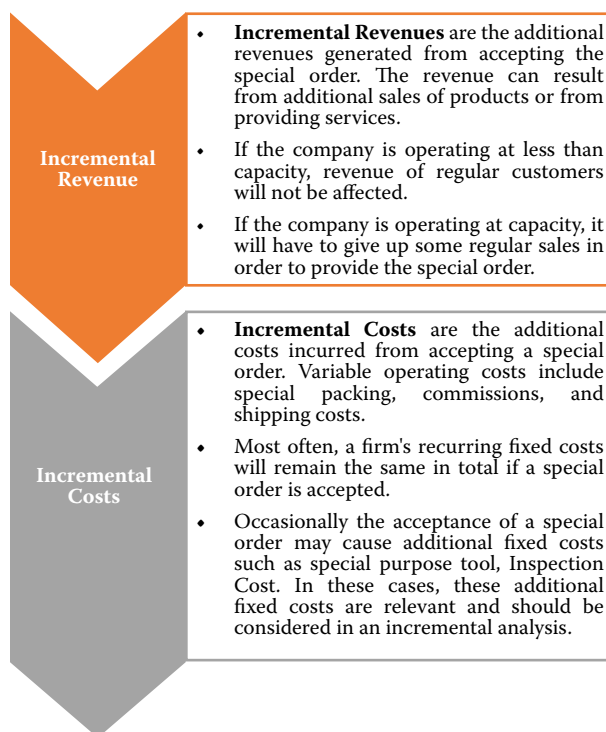 Incremental
Revenue
• Incremental Revenues are the additional
revenues generated from accepting the
special order. The revenue can result
from additional sales of products or from
providing services.
• If the company is operating at less than
capacity, revenue of regular customers
will not be affected.
• If the company is operating at capacity, it
will have to give up some regular sales in
order to provide the special order.
Incremental
Costs
• Incremental Costs are the additional
costs incurred from accepting a special
order. Variable operating costs include
special packing, commissions, and
shipping costs.
• Most often, a firm's recurring fixed costs
will remain the same in total if a special
order is accepted.
• Occasionally the acceptance of a special
order may cause additional fixed costs
such as special purpose tool, Inspection
Cost. In these cases, these additional
fixed costs are relevant and should be
considered in an incremental analysis.